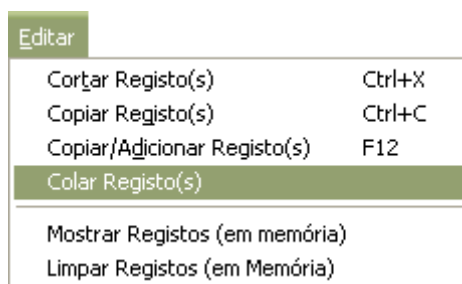 Editar
Cortar Registo(s) Ctrl+X
Copiar Registo(s) Ctrl+C
Copiar/Adicionar Registo(s) F12
Colar Registo(s)
Mostrar Registos (em memória)
Limpar Registos (em Memória)